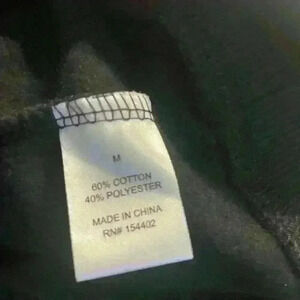 M
60% COTTON
40% POLYESTER
MADE IN CHINA
RN# 154402